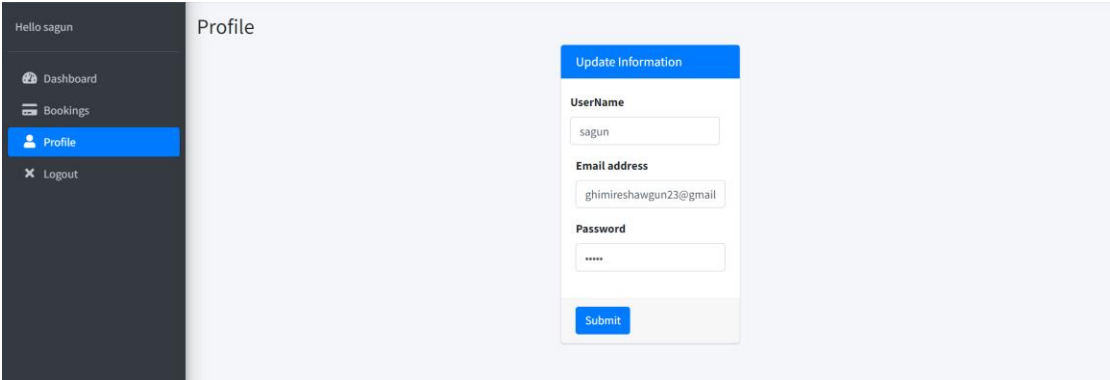 Hello sagun
Dashboard
Bookings
Profile
Logout
Profile
Update Information
UserName
sagun
Email address
ghimireshawgun23@gmail
Password
•••••
Submit